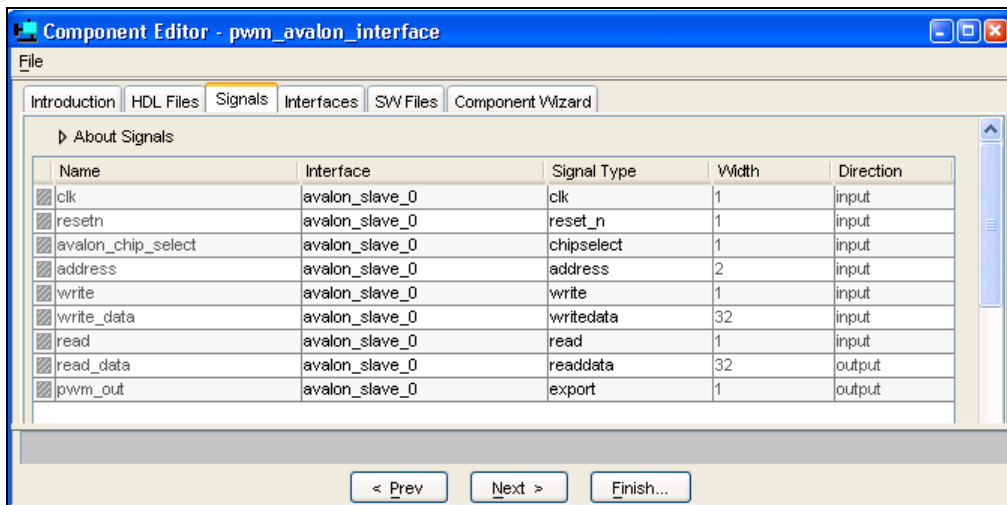 Component Editor - pwm_avalon_interface
File
Introduction HDL Files Signals Interfaces SW Files Component Wizard
About Signals
Name Interface Signal Type Width Direction
clk avalon_slave_0 clk 1 input
resetn avalon_slave_0 reset_n 1 input
avalon_chip_select avalon_slave_0 chipselect 1 input
address avalon_slave_0 address 2 input
write avalon_slave_0 write 1 input
write_data avalon_slave_0 writedata 32 input
read avalon_slave_0 read 1 input
read_data avalon_slave_0 readdata 32 output
pwm_out avalon_slave_0 export 1 output
< Prev Next > Finish...